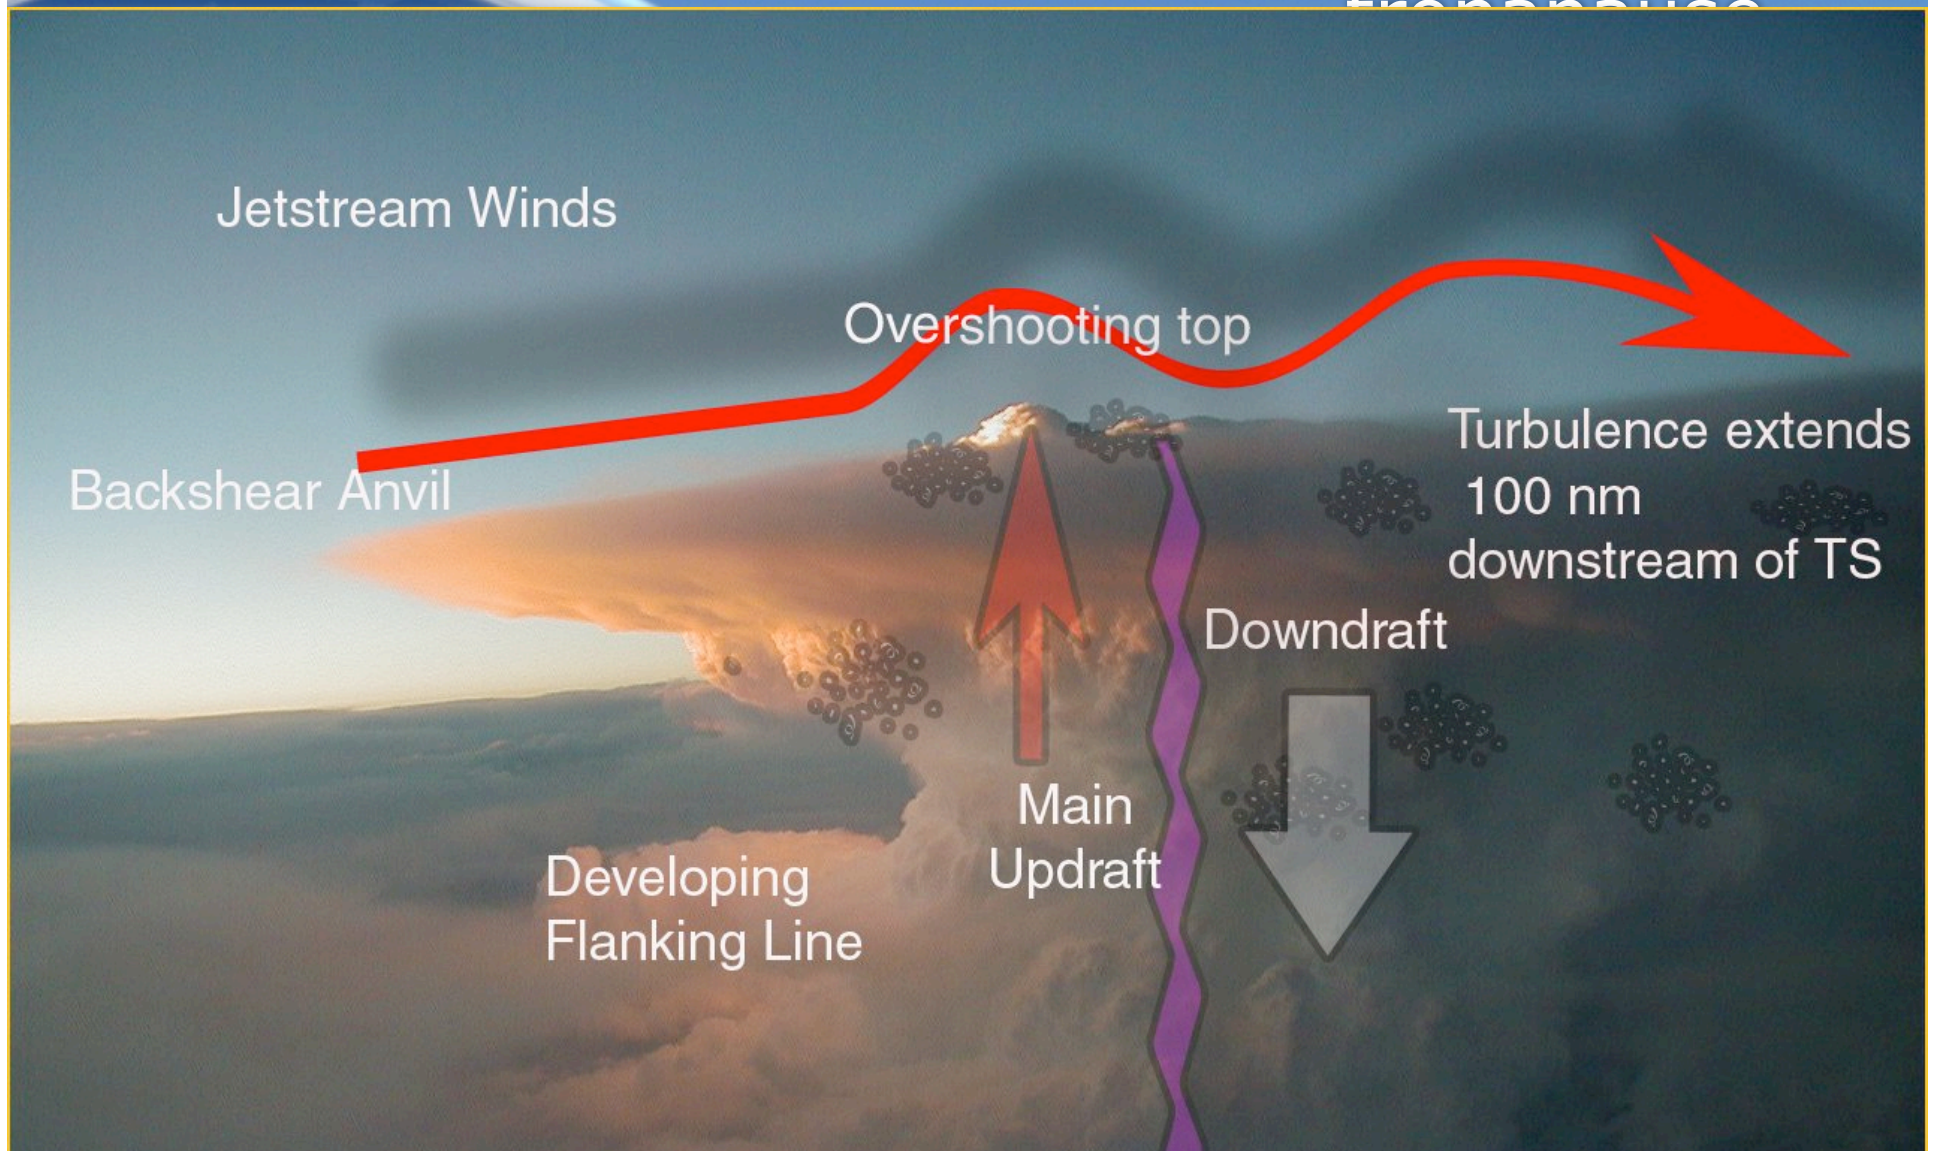 tropapause
Jetstream Winds
Overshooting top
Backshear Anvil
Turbulence extends
100 nm
downstream of TS
Downdraft
Main
Updraft
Developing
Flanking Line